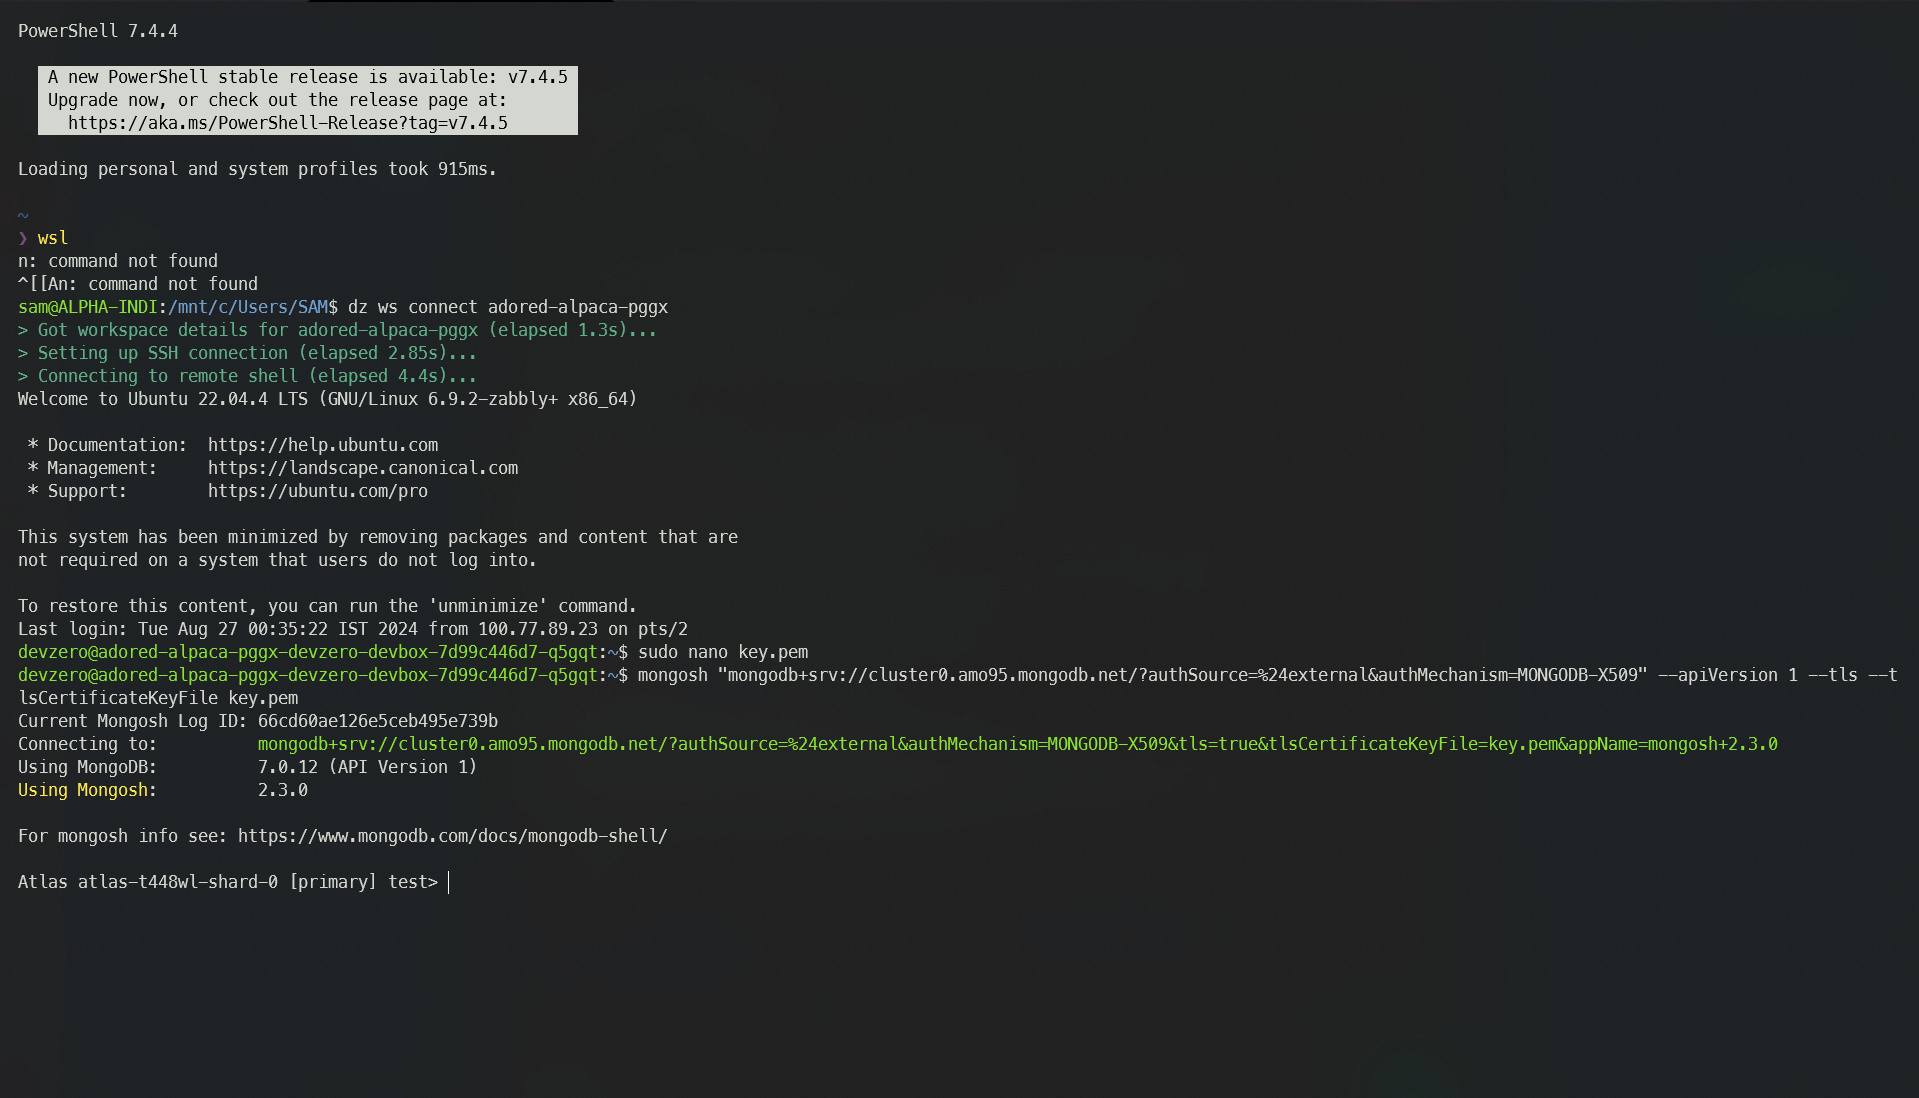 PowerShell 7.4.4
A new PowerShell stable release is available: v7.4.5
Upgrade now, or check out the release page at:
https://aka.ms/PowerShell-Release?tag=v7.4.5
Loading personal and system profiles took 915ms.
~
❯ wsl
n: command not found
^[[An: command not found
sam@ALPHA-INDI:/mnt/c/Users/SAM$ dz ws connect adored-alpaca-pggx
> Got workspace details for adored-alpaca-pggx (elapsed 1.3s)...
> Setting up SSH connection (elapsed 2.85s)...
> Connecting to remote shell (elapsed 4.4s)...
Welcome to Ubuntu 22.04.4 LTS (GNU/Linux 6.9.2-zabbly+ x86_64)
* Documentation:  https://help.ubuntu.com
* Management:     https://landscape.canonical.com
* Support:        https://ubuntu.com/pro
This system has been minimized by removing packages and content that are
not required on a system that users do not log into.
To restore this content, you can run the 'unminimize' command.
Last login: Tue Aug 27 00:35:22 IST 2024 from 100.77.89.23 on pts/2
devzero@adored-alpaca-pggx-devzero-devbox-7d99c446d7-q5gqt:~$ sudo nano key.pem
devzero@adored-alpaca-pggx-devzero-devbox-7d99c446d7-q5gqt:~$ mongosh "mongodb+srv://cluster0.amo95.mongodb.net/?authSource=%24external&authMechanism=MONGODB-X509" --apiVersion 1 --tls --t
lsCertificateKeyFile key.pem
Current Mongosh Log ID: 66cd60ae126e5ceb495e739b
Connecting to:          mongodb+srv://cluster0.amo95.mongodb.net/?authSource=%24external&authMechanism=MONGODB-X509&tls=true&tlsCertificateKeyFile=key.pem&appName=mongosh+2.3.0
Using MongoDB:          7.0.12 (API Version 1)
Using Mongosh:          2.3.0
For mongosh info see: https://www.mongodb.com/docs/mongodb-shell/
Atlas atlas-t448wl-shard-0 [primary] test>